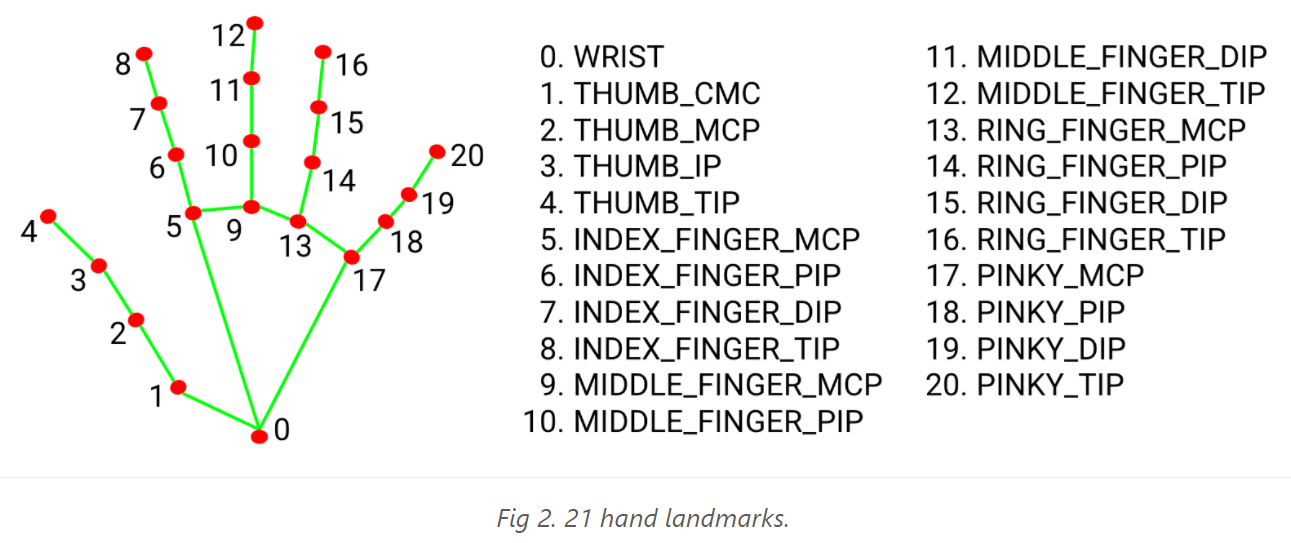 12
8
16
11
7
15
10
6
20
14
19
5
9
18
4
13
3
17
2
1
0
0. WRIST
1. THUMB_CMC
2. THUMB_MCP
3. THUMB_IP
4. THUMB_TIP
5. INDEX_FINGER_MCP
6. INDEX_FINGER_PIP
7. INDEX_FINGER_DIP
8. INDEX_FINGER_TIP
9. MIDDLE_FINGER_MCP
10. MIDDLE_FINGER_PIP
11. MIDDLE_FINGER_DIP
12. MIDDLE_FINGER_TIP
13. RING_FINGER_MCP
14. RING_FINGER_PIP
15. RING_FINGER_DIP
16. RING_FINGER_TIP
17. PINKY_MCP
18. PINKY_PIP
19. PINKY_DIP
20. PINKY_TIP
Fig 2. 21 hand landmarks.